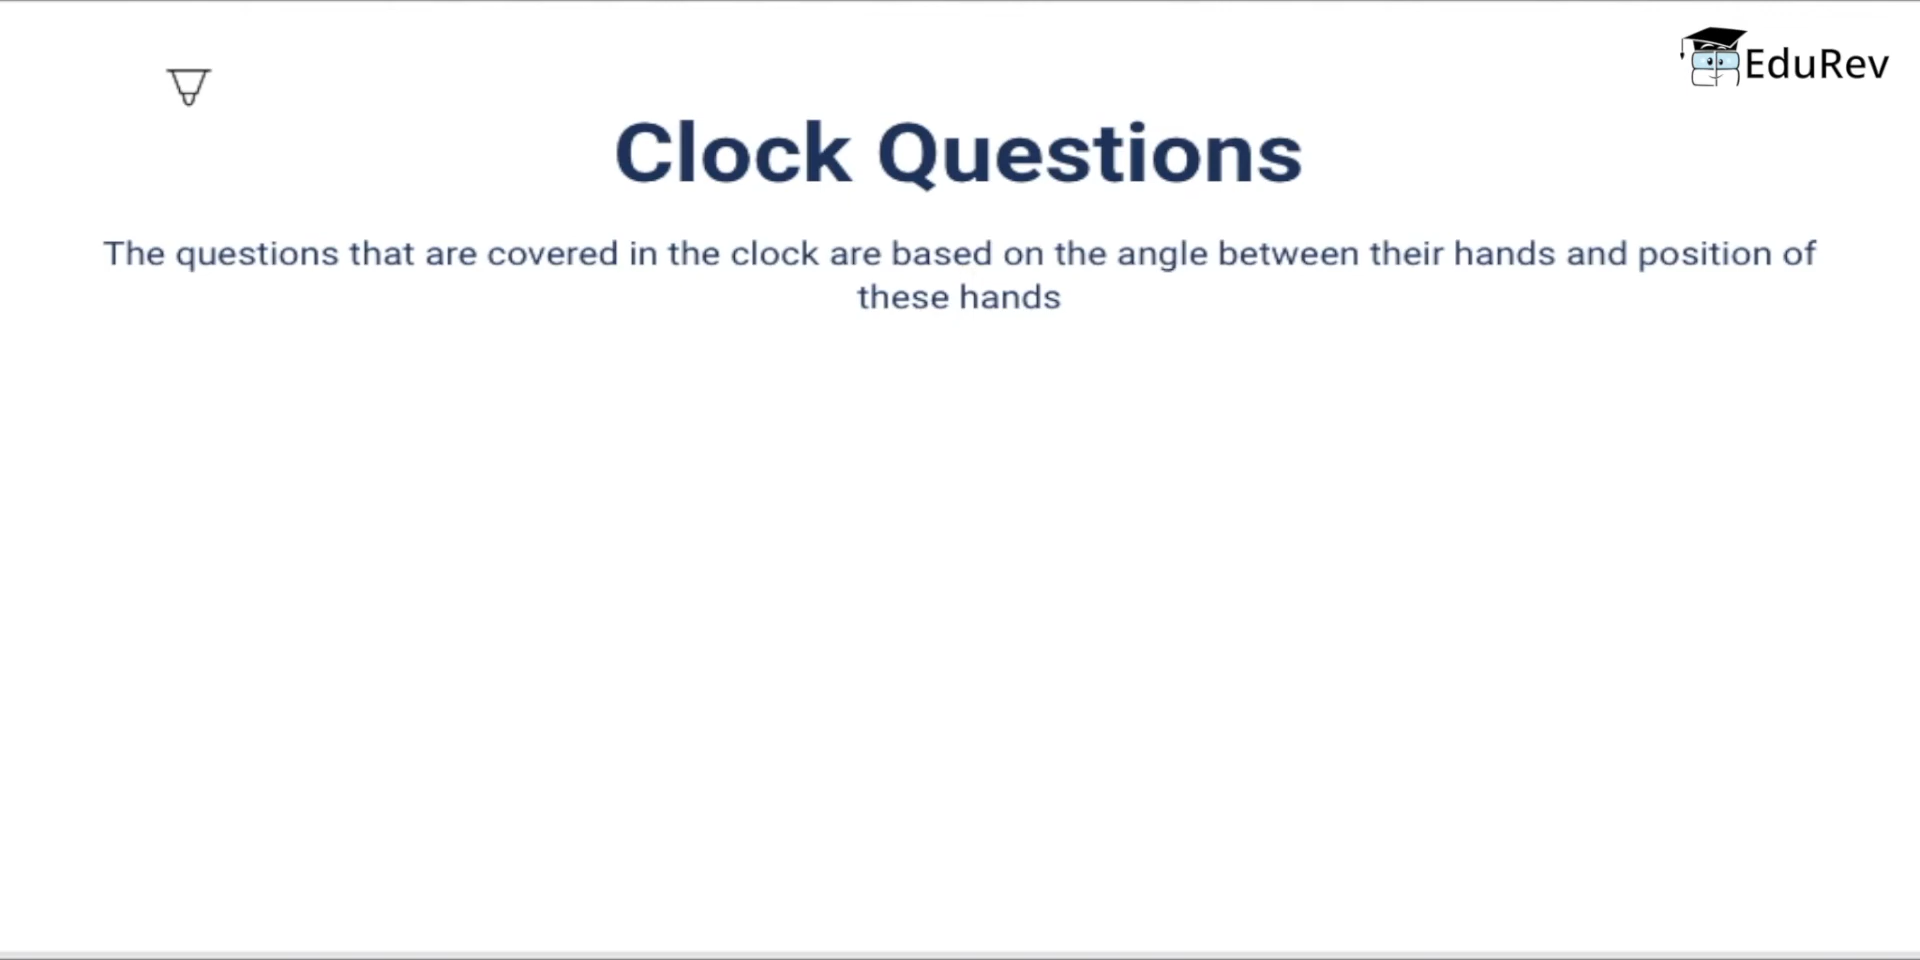 EduRev
Clock Questions
The questions that are covered in the clock are based on the angle between their hands and position of
these hands